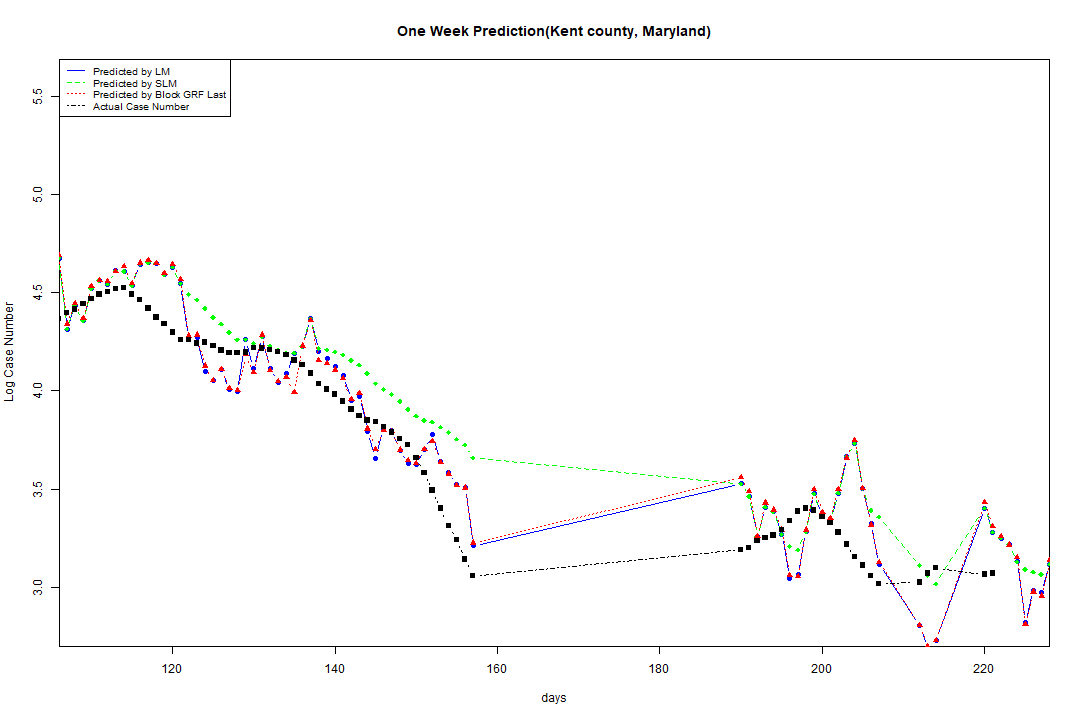 One Week Prediction(Kent county, Maryland)
Predicted by LM
Predicted by SLM
Predicted by Block GRF Last
Actual Case Number
Log Case Number
5.5
5.0
4.5
4.0
3.5
3.0
120 140 160 180 200 220
days